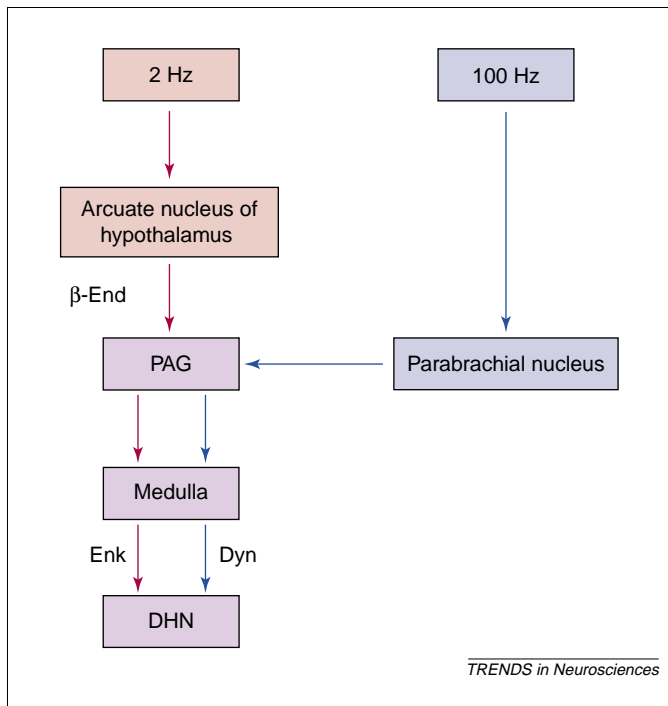 2 Hz
100 Hz
Arcuate nucleus of
hypothalamus
β-End
PAG
Parabrachial nucleus
Medulla
Enk
Dyn
DHN
TRENDS in Neurosciences